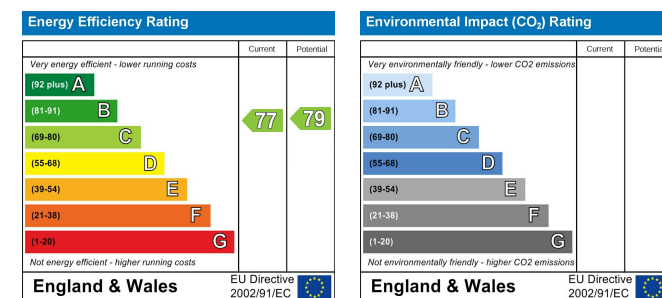 Energy Efficiency Rating
Current Potential
Very energy efficient - lower running costs
(92 plus) A
(81-91) B
(69-80) C
(55-68) D
(39-54) E
(21-38) F
(1-20) G
77 79
Not energy efficient - higher running costs
England & Wales
EU Directive
2002/91/EC
Environmental Impact (CO₂) Rating
Current Potentia
Very environmentally friendly - lower CO2 emissions
(92 plus) A
(81-91) B
(69-80) C
(55-68) D
(39-54) E
(21-38) F
(1-20) G
Not environmentally friendly - higher CO2 emissions
England & Wales
EU Directive
2002/91/EC